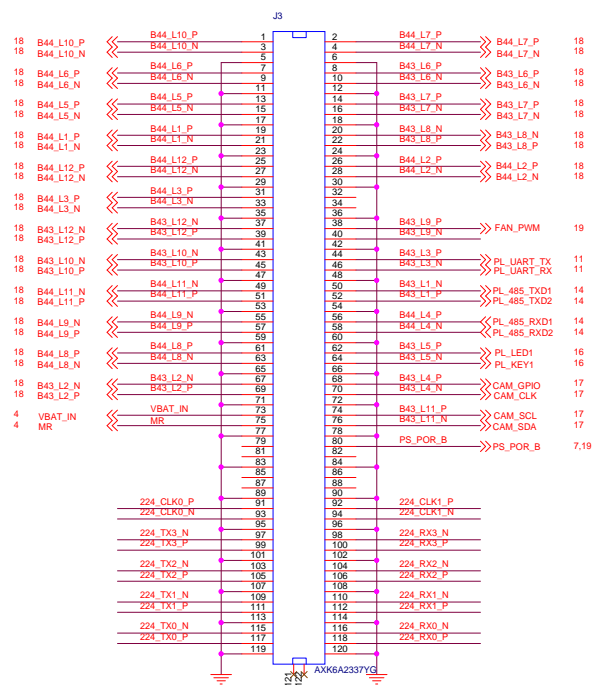 J3
18 B44_L10_P B44_L10_P 1 2 B44_L7_P B44_L7_P 18
18 B44_L10_N B44_L10_N 3 4 B44_L7_N B44_L7_N 18
5 6
18 B44_L6_P B44_L6_P 7 8 B43_L6_P B43_L6_P 18
18 B44_L6_N B44_L6_N 9 10 B43_L6_N B43_L6_N 18
11 12
18 B44_L5_P B44_L5_P 13 14 B43_L7_P B43_L7_P 18
18 B44_L5_N B44_L5_N 15 16 B43_L7_N B43_L7_N 18
17 18
18 B44_L1_P B44_L1_P 19 20 B43_L8_N B43_L8_N 18
18 B44_L1_N B44_L1_N 21 22 B43_L8_P B43_L8_P 18
23 24
18 B44_L12_P B44_L12_P 25 26 B44_L2_P B44_L2_P 18
18 B44_L12_N B44_L12_N 27 28 B44_L2_N B44_L2_N 18
29 30
18 B44_L3_P B44_L3_P 31 32
18 B44_L3_N B44_L3_N 33 34
35 36
18 B43_L12_N B43_L12_N 37 38 B43_L9_P FAN_PWM 19
18 B43_L12_P B43_L12_P 39 40 B43_L9_N
41 42
18 B43_L10_N B43_L10_N 43 44 B43_L3_P PL_UART_TX 11
18 B43_L10_P B43_L10_P 45 46 B43_L3_N PL_UART_RX 11
47 48
18 B44_L11_N B44_L11_N 49 50 B43_L1_N PL_485_TXD1 14
18 B44_L11_P B44_L11_P 51 52 B43_L1_P PL_485_TXD2 14
53 54
18 B44_L9_N B44_L9_N 55 56 B44_L4_P PL_485_RXD1 14
18 B44_L9_P B44_L9_P 57 58 B44_L4_N PL_485_RXD2 14
59 60
18 B44_L8_P B44_L8_P 61 62 B43_L5_P PL_LED1 16
18 B44_L8_N B44_L8_N 63 64 B43_L5_N PL_KEY1 16
65 66
18 B43_L2_N B43_L2_N 67 68 B43_L4_P CAM_GPIO 17
18 B43_L2_P B43_L2_P 69 70 B43_L4_N CAM_CLK 17
71 72
4 VBAT_IN VBAT_IN 73 74 B43_L11_P CAM_SCL 17
4 MR MR 75 76 B43_L11_N CAM_SDA 17
77 78
79 80 PS_POR_B PS_POR_B 7,19
81 82
83 84
85 86
87 88
89 90
224_CLK0_P 91 92 224_CLK1_P
224_CLK0_N 93 94 224_CLK1_N
95 96
224_TX3_N 97 98 224_RX3_N
224_TX3_P 99 100 224_RX3_P
101 102
224_TX2_N 103 104 224_RX2_N
224_TX2_P 105 106 224_RX2_P
107 108
224_TX1_N 109 110 224_RX1_N
224_TX1_P 111 112 224_RX1_P
113 114
224_TX0_N 115 116 224_RX0_N
224_TX0_P 117 118 224_RX0_P
119 120
121 122 AXK6A2337YG